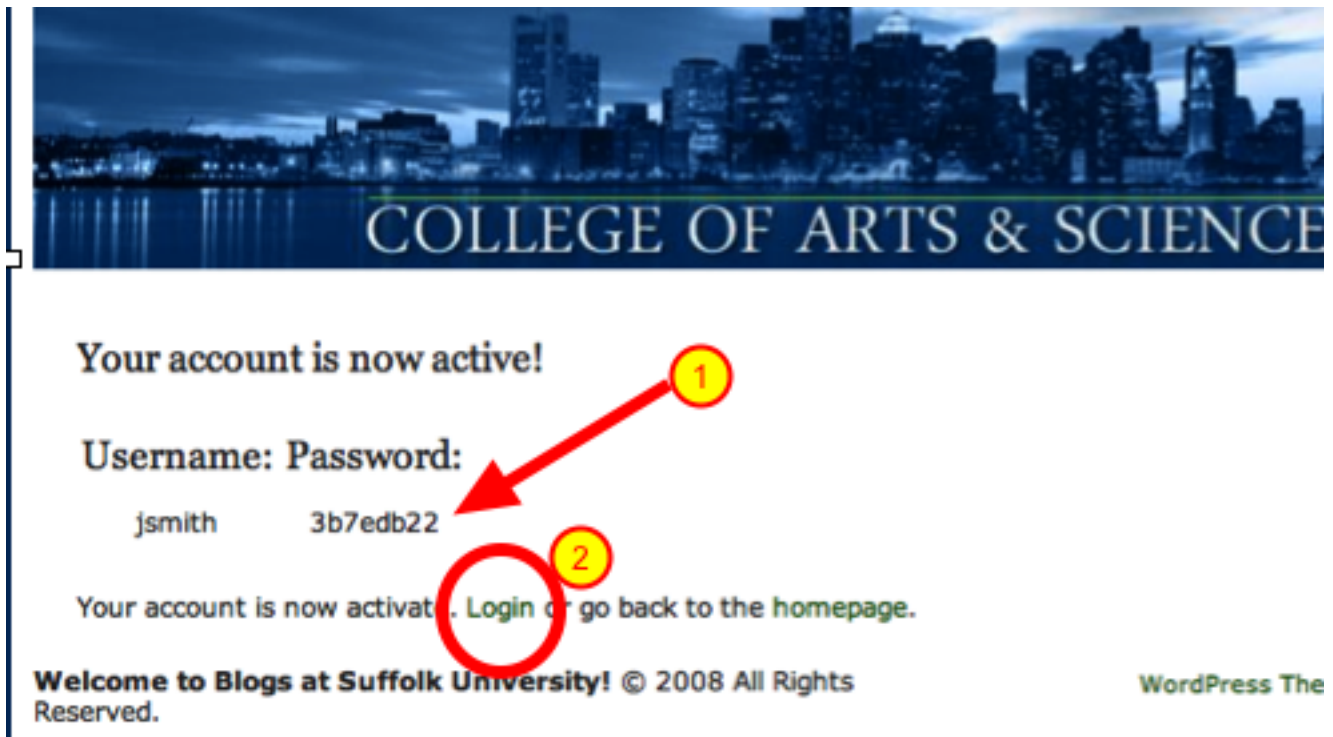 COLLEGE OF ARTS & SCIENCE
Your account is now active!
1
Username: Password:
jsmith 3b7edb22
2
Your account is now activat . Login or go back to the homepage.
Welcome to Blogs at Suffolk University! © 2008 All Rights
Reserved.
WordPress The